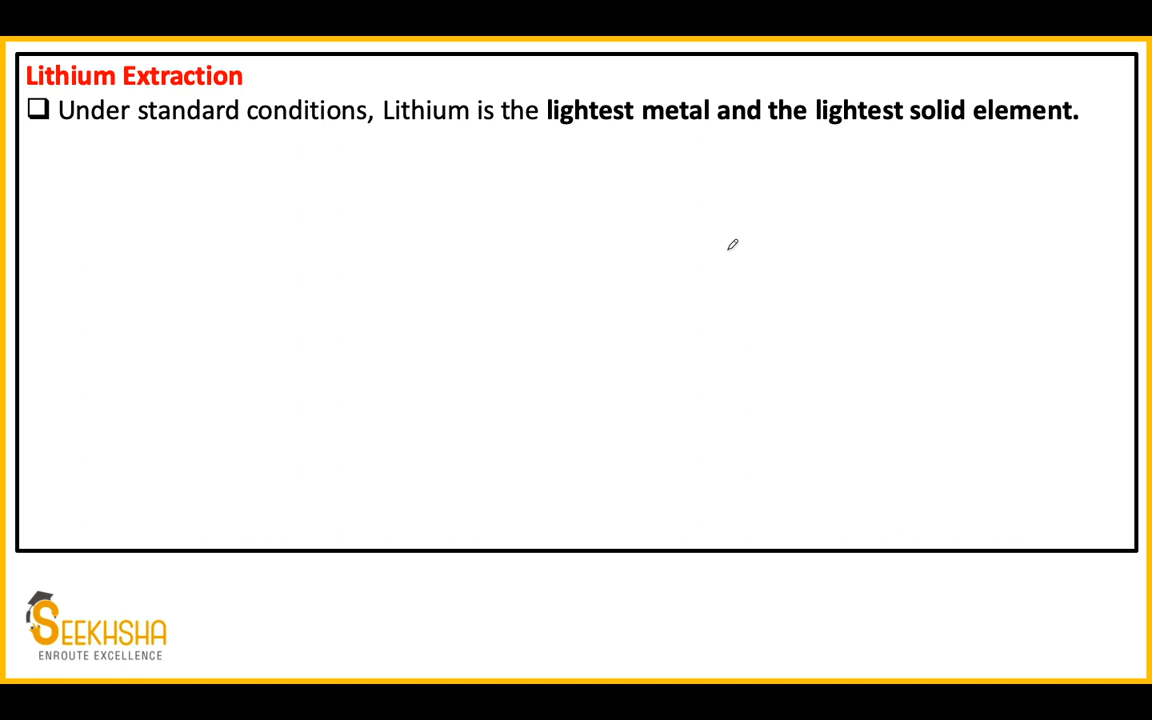 Lithium Extraction
❑ Under standard conditions, Lithium is the lightest metal and the lightest solid element.
SEEKHSHA
ENROUTE EXCELLENCE